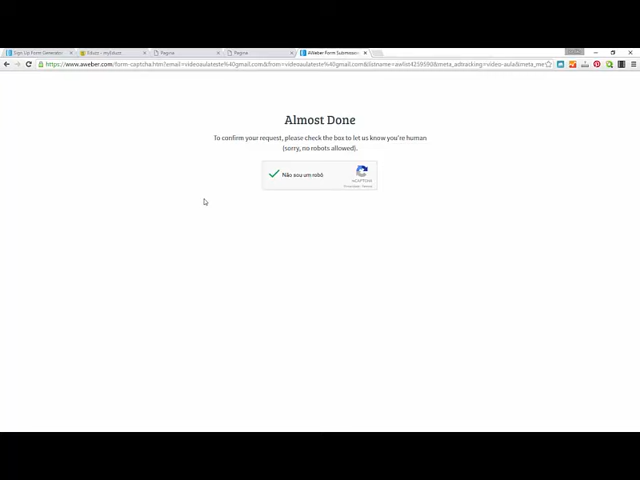 Sign Up Form Generator
Eduzz - myEduzz
Pagina
Pagina
AWeber Form Submission
https://www.aweber.com/form-captcha.htm?email=videoaulateste%40gmail.com&from=videoaulateste%40gmail.com&listname=awlist4259590&meta_adtracking=video-aula&meta_me
Almost Done
To confirm your request, please check the box to let us know you're human
(sorry, no robots allowed).
Não sou um robô
reCAPTCHA